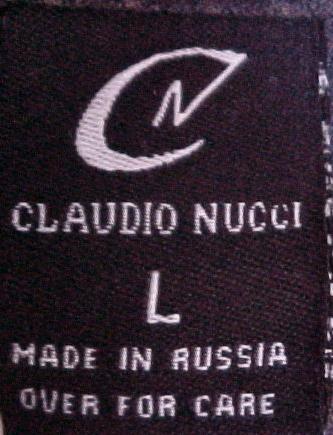 CN
CLAUDIO NUCCI
L
MADE IN RUSSIA
OVER FOR CARE